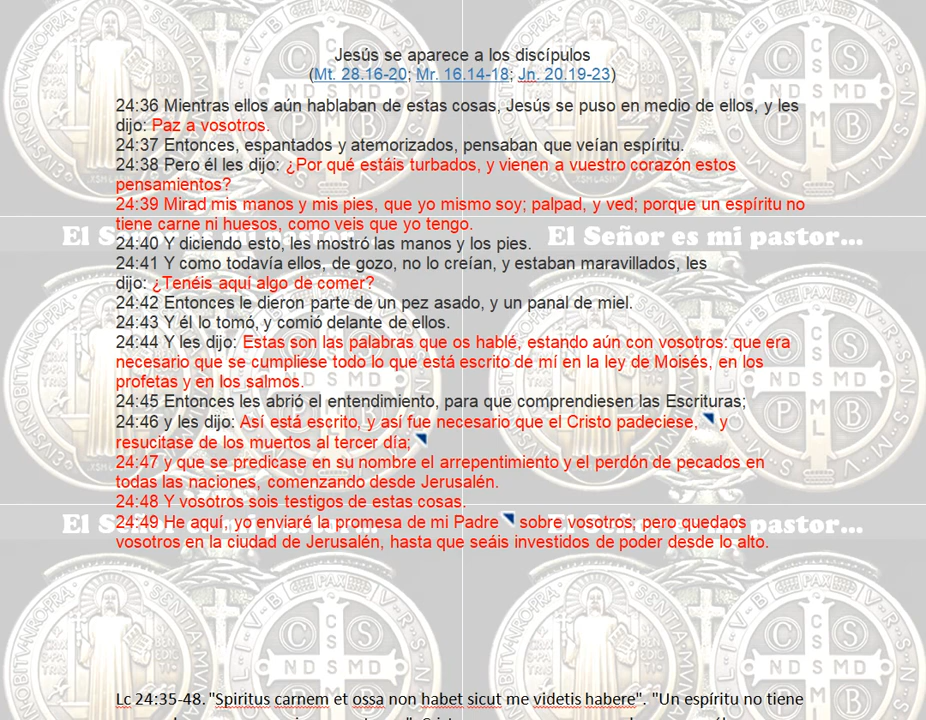 Jesús se aparece a los discípulos
(Mt. 28.16-20; Mr. 16.14-18; Jn. 20.19-23)
24:36 Mientras ellos aún hablaban de estas cosas, Jesús se puso en medio de ellos, y les
dijo: Paz a vosotros.
24:37 Entonces, espantados y atemorizados, pensaban que veían espíritu.
24:38 Pero él les dijo: ¿Por qué estáis turbados, y vienen a vuestro corazón estos
pensamientos?
24:39 Mirad mis manos y mis pies, que yo mismo soy; palpad, y ved; porque un espíritu no
tiene carne ni huesos, como veis que yo tengo.
El Señor es mi pastor...
El Señor es mi pastor...
24:40 Y diciendo esto, les mostró las manos y los pies.
24:41 Y como todavía ellos, de gozo, no lo creían, y estaban maravillados, les
dijo: ¿Tenéis aquí algo de comer?
24:42 Entonces le dieron parte de un pez asado, y un panal de miel.
24:43 Y él lo tomó, y comió delante de ellos.
24:44 Y les dijo: Estas son las palabras que os hablé, estando aún con vosotros: que era
necesario que se cumpliese todo lo que está escrito de mí en la ley de Moisés, en los
profetas y en los salmos.
24:45 Entonces les abrió el entendimiento, para que comprendiesen las Escrituras;
24:46 y les dijo: Así está escrito, y así fue necesario que el Cristo padeciese, y
resucitase de los muertos al tercer día;
24:47 y que se predicase en su nombre el arrepentimiento y el perdón de pecados en
todas las naciones, comenzando desde Jerusalén.
24:48 Y vosotros sois testigos de estas cosas.
24:49 He aquí, yo enviaré la promesa de mi Padre sobre vosotros; pero quedaos
El Señor es mi pastor...
El Señor es mi pastor...
vosotros en la ciudad de Jerusalén, hasta que seáis investidos de poder desde lo alto.
Lc 24:35-48. "Spiritus carnem et ossa non habet sicut me videtis habere". "Un espíritu no tiene